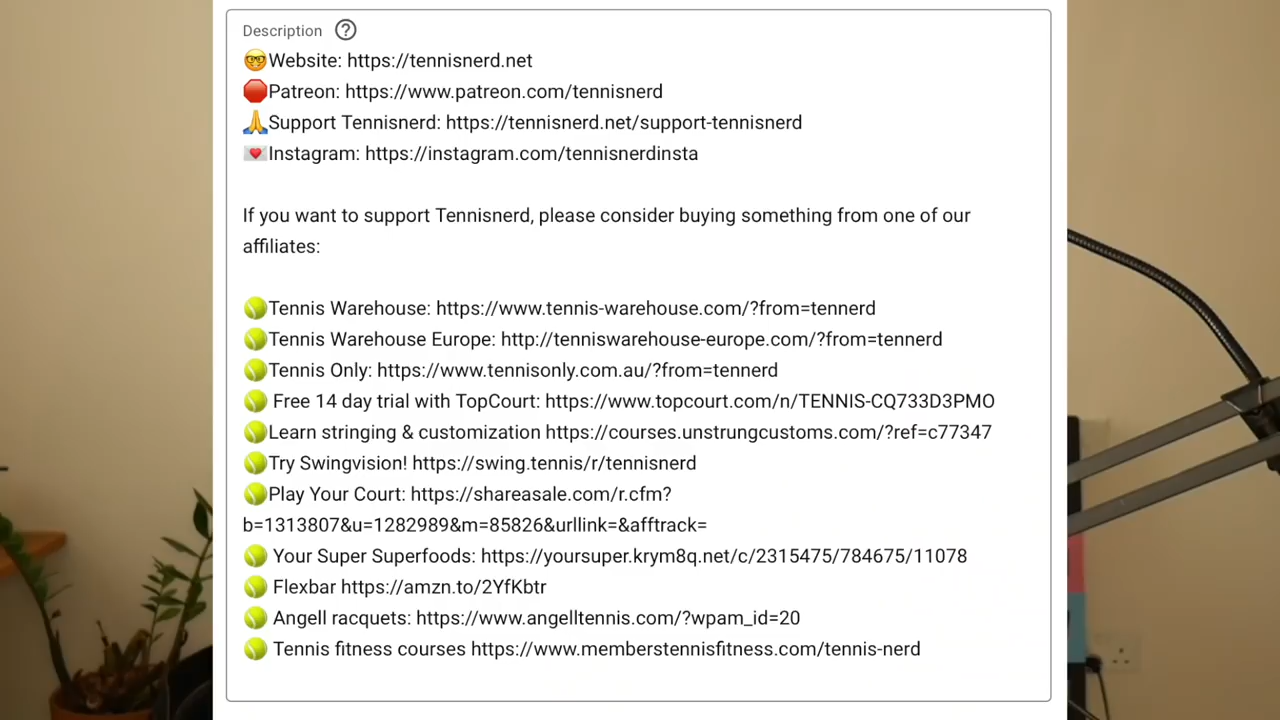 Description ?
🤓Website: https://tennisnerd.net
🛑Patreon: https://www.patreon.com/tennisnerd
🙏Support Tennisnerd: https://tennisnerd.net/support-tennisnerd
💌Instagram: https://instagram.com/tennisnerdinsta
If you want to support Tennisnerd, please consider buying something from one of our
affiliates:
🎾Tennis Warehouse: https://www.tennis-warehouse.com/?from=tennerd
🎾Tennis Warehouse Europe: http://tenniswarehouse-europe.com/?from=tennerd
🎾Tennis Only: https://www.tennisonly.com.au/?from=tennerd
🎾 Free 14 day trial with TopCourt: https://www.topcourt.com/n/TENNIS-CQ733D3PMO
🎾Learn stringing & customization https://courses.unstrungcustoms.com/?ref=c77347
🎾Try Swingvision! https://swing.tennis/r/tennisnerd
🎾Play Your Court: https://shareasale.com/r.cfm?
b=1313807&u=1282989&m=85826&urllink=&afftrack=
🎾 Your Super Superfoods: https://yoursuper.krym8q.net/c/2315475/784675/11078
🎾 Flexbar https://amzn.to/2YfKbtr
🎾 Angell racquets: https://www.angelltennis.com/?wpam_id=20
🎾 Tennis fitness courses https://www.memberstennisfitness.com/tennis-nerd